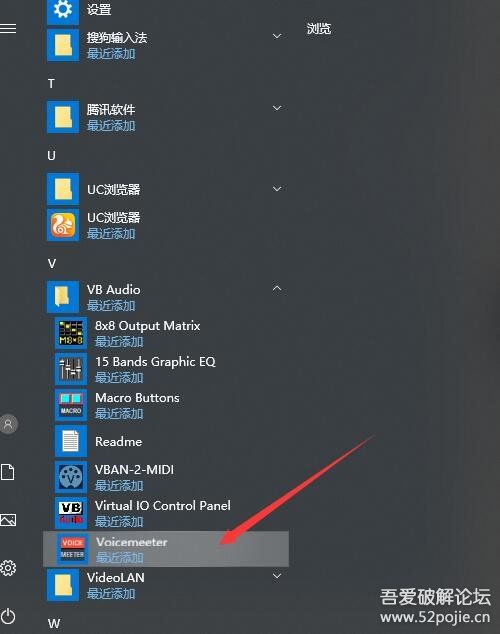 设置
浏览
搜狗输入法
最近添加
T
腾讯软件
最近添加
U
UC浏览器
UC浏览器
最近添加
V
VB Audio
最近添加
M8x8
8x8 Output Matrix
最近添加
15 Bands Graphic EQ
最近添加
MACRO
Macro Buttons
最近添加
Readme
VBAN-2-MIDI
最近添加
VB
Virtual IO Control Panel
最近添加
VOICE
MEETER
Voicemeeter
最近添加
VideoLAN
最近添加
W
吾爱破解论坛
www.52pojie.cn